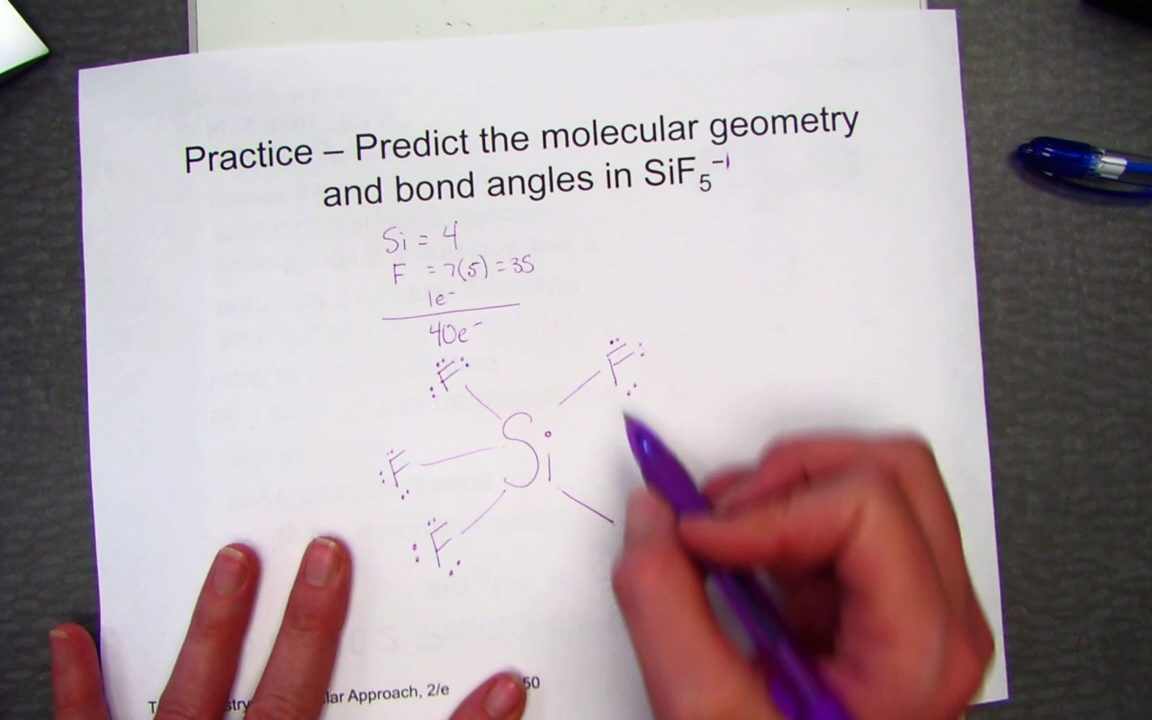 Practice – Predict the molecular geometry
and bond angles in SiF₅⁻¹
Si = 4
F = 7(5) = 35
1e⁻
40e⁻
F̈ F̈
Si
F̈
F̈
lar Approach, 2/e 50